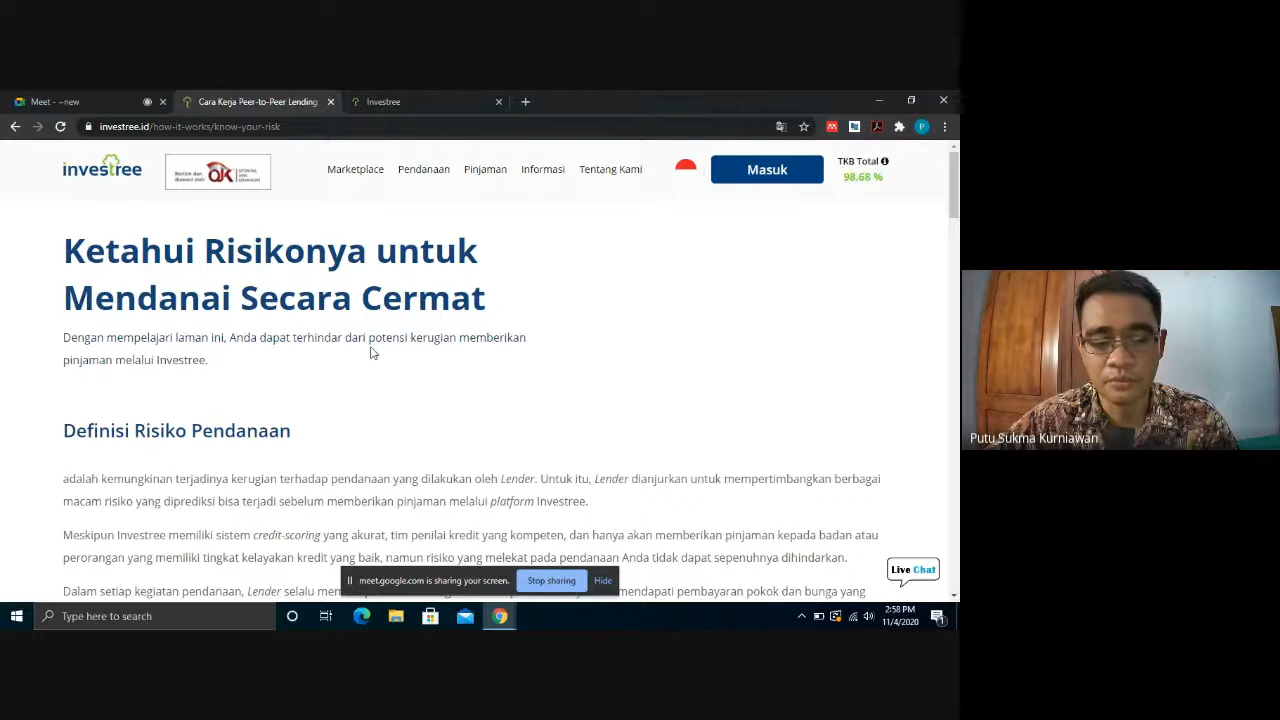 Meet - ~new
Cara Kerja Peer-to-Peer Lending
Investree
investree.id/how-it-works/know-your-risk
P
investree
OJK
OTORITAS
JASA
KEUANGAN
Marketplace
Pendanaan
Pinjaman
Informasi
Tentang Kami
Masuk
TKB Total
98.68 %
Ketahui Risikonya untuk
Mendanai Secara Cermat
Dengan mempelajari laman ini, Anda dapat terhindar dari potensi kerugian memberikan
pinjaman melalui Investree.
Definisi Risiko Pendanaan
adalah kemungkinan terjadinya kerugian terhadap pendanaan yang dilakukan oleh Lender. Untuk itu, Lender dianjurkan untuk mempertimbangkan berbagai
macam risiko yang diprediksi bisa terjadi sebelum memberikan pinjaman melalui platform Investree.
Meskipun Investree memiliki sistem credit-scoring yang akurat, tim penilai kredit yang kompeten, dan hanya akan memberikan pinjaman kepada badan atau
perorangan yang memiliki tingkat kelayakan kredit yang baik, namun risiko yang melekat pada pendanaan Anda tidak dapat sepenuhnya dihindarkan.
Dalam setiap kegiatan pendanaan, Lender selalu mendapati pembayaran pokok dan bunga yang
Live Chat
meet.google.com is sharing your screen.
Stop sharing
Hide
Type here to search
2:58 PM
11/4/2020
1
Putu Sukma Kurniawan